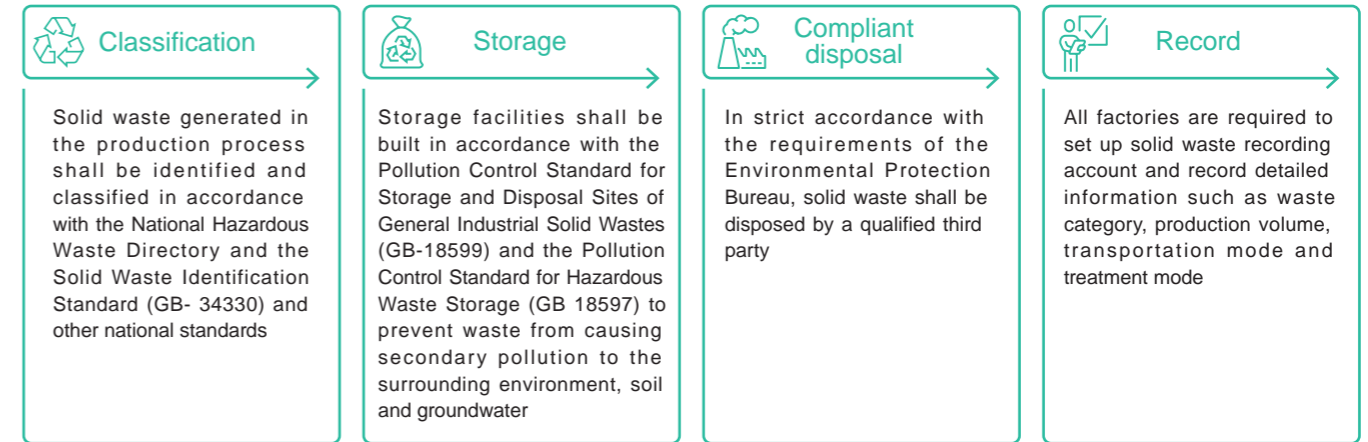 Classification
Solid waste generated in
the production process
shall be identified and
classified in accordance
with the National Hazardous
Waste Directory and the
Solid Waste Identification
Standard (GB- 34330) and
other national standards
Storage
Storage facilities shall be
built in accordance with the
Pollution Control Standard for
Storage and Disposal Sites of
General Industrial Solid Wastes
(GB-18599) and the Pollution
Control Standard for Hazardous
Waste Storage (GB 18597) to
prevent waste from causing
secondary pollution to the
surrounding environment, soil
and groundwater
Compliant
disposal
In strict accordance with
the requirements of the
Environmental Protection
Bureau, solid waste shall be
disposed by a qualified third
party
Record
All factories are required to
set up solid waste recording
account and record detailed
information such as waste
category, production volume,
transportation mode and
treatment mode